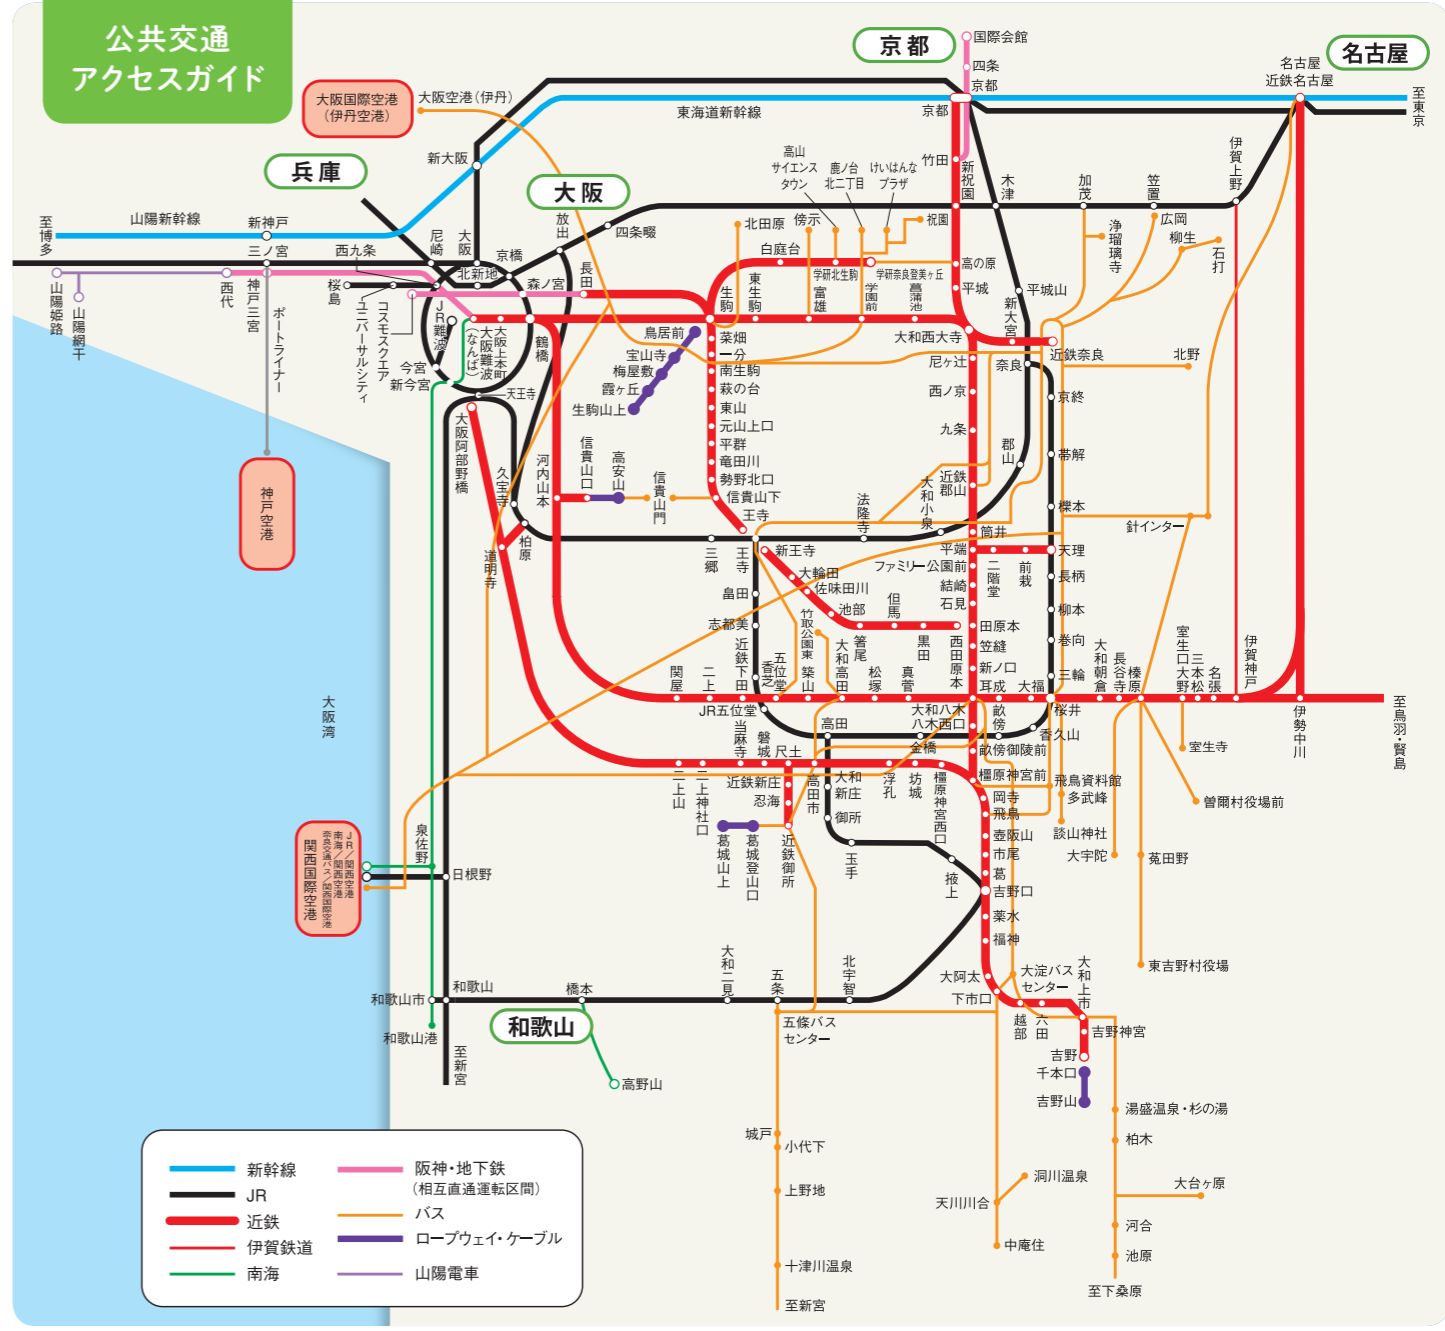 公共交通
アクセスガイド
京都
名古屋
兵庫
大阪
和歌山
大阪国際空港
（伊丹空港）
大阪空港（伊丹）
国際会館
四条
京都
京都
名古屋
近鉄名古屋
至東京
東海道新幹線
新大阪
竹田
新祝園
木津
加茂
笠置
伊賀上野
高山
サイエンス
タウン
鹿ノ台
北二丁目
けいはんな
プラザ
祝園
北田原
傍示
広岡
柳生
石打
浄瑠璃寺
至博多
山陽新幹線
新神戸
三ノ宮
西九条
尼崎
大阪
京橋
放出
四条畷
北新地
森ノ宮
長田
桜島
山陽姫路
山陽網干
西代
神戸三宮
ポートライナー
ユニバーサルシティ
コスモスクエア
JR難波
大阪難波
（なんば）
大阪上本町
鶴橋
今宮
新今宮
天王寺
白庭台
学研北生駒
学研奈良登美ヶ丘
高の原
平城
平城山
生駒
東生駒
富雄
学園前
菖蒲池
大和西大寺
新大宮
近鉄奈良
奈良
北野
鳥居前
宝山寺
梅屋敷
霞ヶ丘
生駒山上
菜畑
一分
南生駒
萩の台
東山
元山上口
平群
竜田川
勢野北口
信貴山下
王寺
尼ヶ辻
西ノ京
九条
近鉄郡山
郡山
京終
帯解
櫟本
天理
長柄
柳本
巻向
三輪
大阪阿部野橋
久宝寺
河内山本
信貴山口
高安山
信貴山門
法隆寺
大和小泉
筒井
平端
ファミリー公園前
結崎
石見
田原本
笠縫
新ノ口
二階堂
前栽
針インター
神戸空港
道明寺
柏原
三郷
王寺
新王寺
大輪田
佐味田川
池部
箸尾
但馬
黒田
西田原本
畠田
志都美
竹取公園東
関屋
二上
近鉄下田
香芝
五位堂
築山
大和高田
松塚
真菅
大和八木
八木西口
耳成
大福
桜井
大和朝倉
長谷寺
榛原
室生口大野
三本松
名張
伊賀神戸
伊勢中川
至鳥羽・賢島
JR五位堂
高田
金橋
畝傍
香久山
畝傍御陵前
橿原神宮前
二上山
二上神社口
当麻寺
磐城
尺土
近鉄新庄
忍海
高田市
浮孔
坊城
橿原神宮西口
大和新庄
御所
玉手
掖上
葛城山上
葛城登山口
近鉄御所
岡寺
飛鳥
壺阪山
市尾
葛
吉野口
薬水
福神
大阿太
下市口
飛鳥資料館
多武峰
談山神社
大宇陀
室生寺
曽爾村役場前
菟田野
東吉野村役場
大阪湾
関西国際空港
JR／関西空港
南海／関西空港
奈良交通バス／関西国際空港
泉佐野
日根野
和歌山市
和歌山
和歌山港
至新宮
橋本
高野山
大和二見
五条
北宇智
五條バス
センター
大淀バス
センター
越部
六田
大和上市
吉野神宮
吉野
千本口
吉野山
城戸
小代下
上野地
十津川温泉
至新宮
天川川合
洞川温泉
中庵住
湯盛温泉・杉の湯
柏木
大台ヶ原
河合
池原
至下桑原
新幹線
JR
近鉄
伊賀鉄道
南海
阪神・地下鉄
（相互直通運転区間）
バス
ロープウェイ・ケーブル
山陽電車